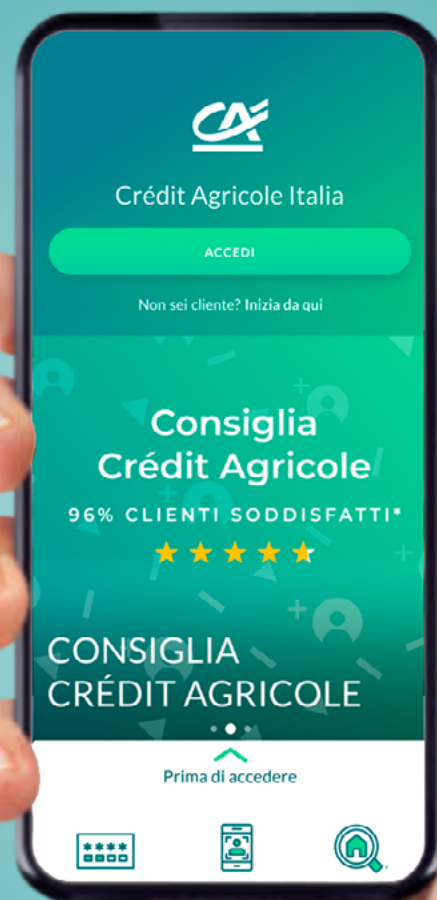 CA
Crédit Agricole Italia
ACCEDI
Non sei cliente? Inizia da qui
Consiglia
Crédit Agricole
96% CLIENTI SODDISFATTI*
CONSIGLIA
CRÉDIT AGRICOLE
Prima di accedere